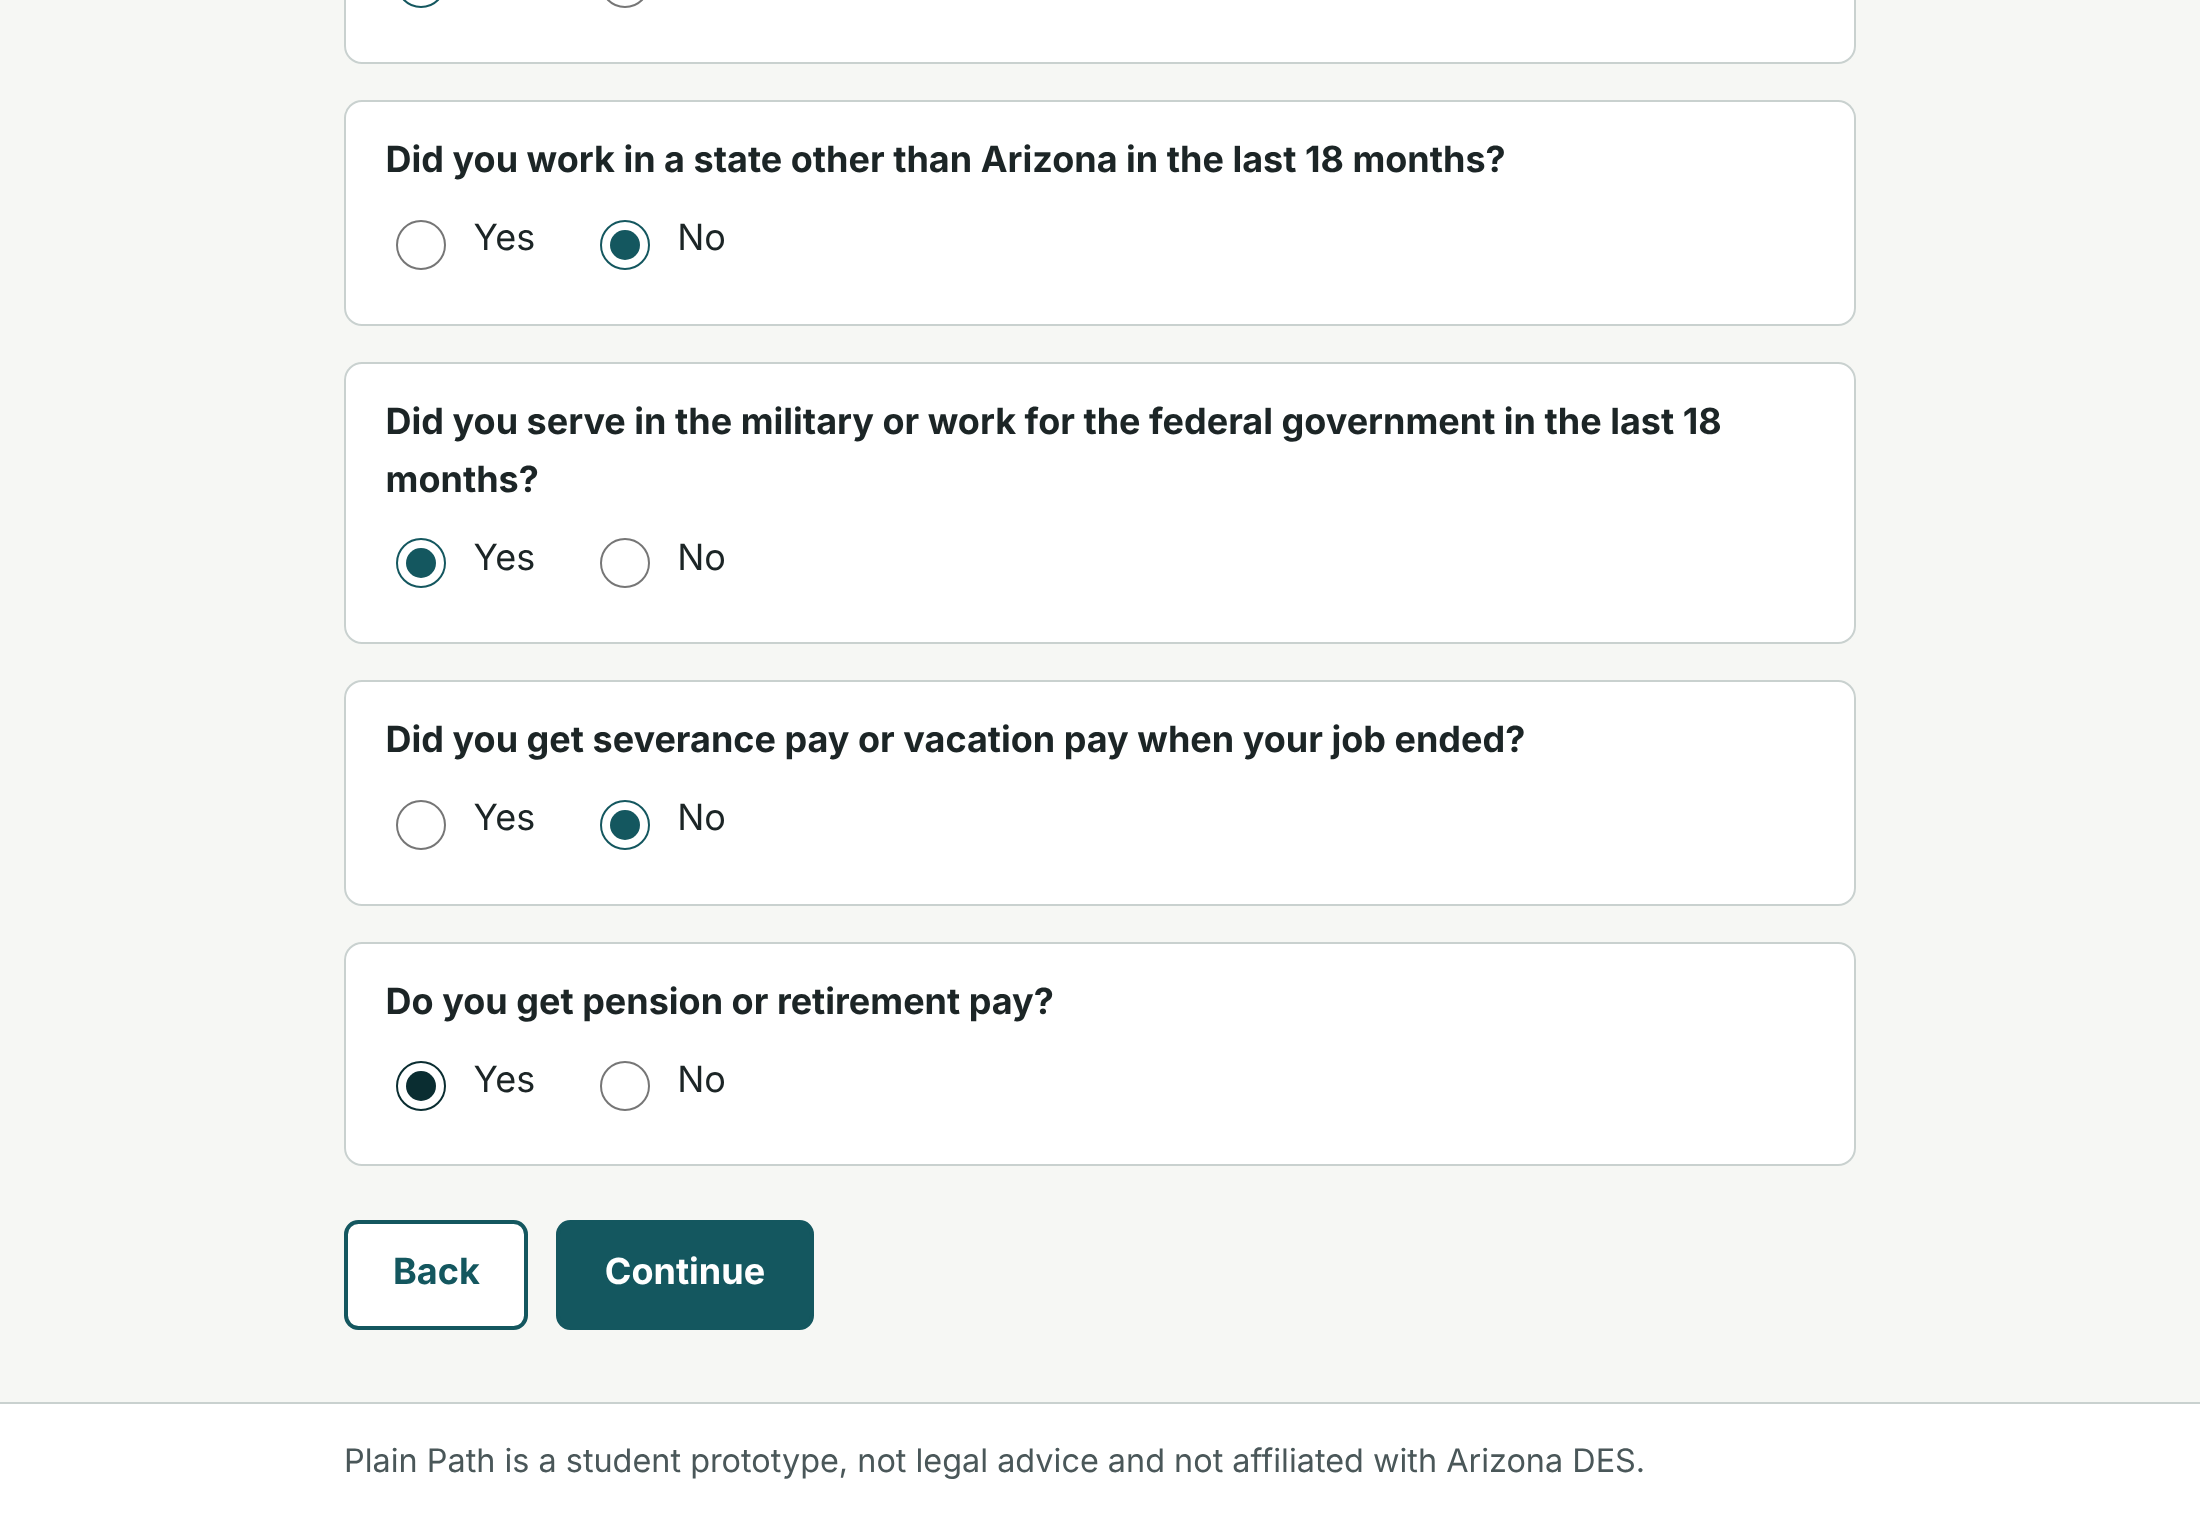 Did you work in a state other than Arizona in the last 18 months?
Yes No
Did you serve in the military or work for the federal government in the last 18
months?
Yes No
Did you get severance pay or vacation pay when your job ended?
Yes No
Do you get pension or retirement pay?
Yes No
Back Continue
Plain Path is a student prototype, not legal advice and not affiliated with Arizona DES.